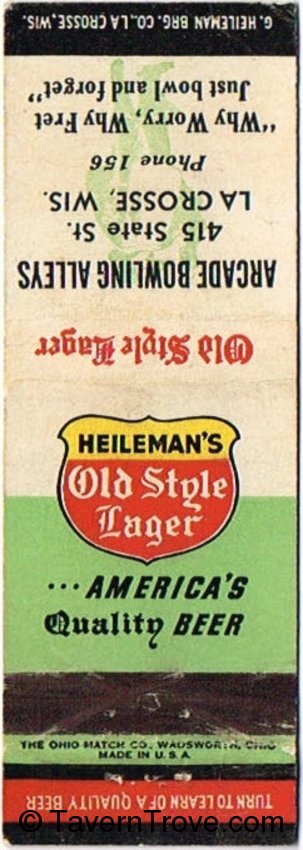 G. HEILEMAN BRG. CO., LA CROSSE, WIS.
"Why Worry, Why Fret
Just bowl and forget"
Phone 156
LA CROSSE, WIS.
415 State St.
ARCADE BOWLING ALLEYS
Old Style Lager
HEILEMAN'S
Old Style
Lager
... AMERICA'S
Quality BEER
THE OHIO MATCH CO., WADSWORTH, OHIO
MADE IN U.S.A
TURN TO LEARN OF A QUALITY BEER
© TavernTrove.com